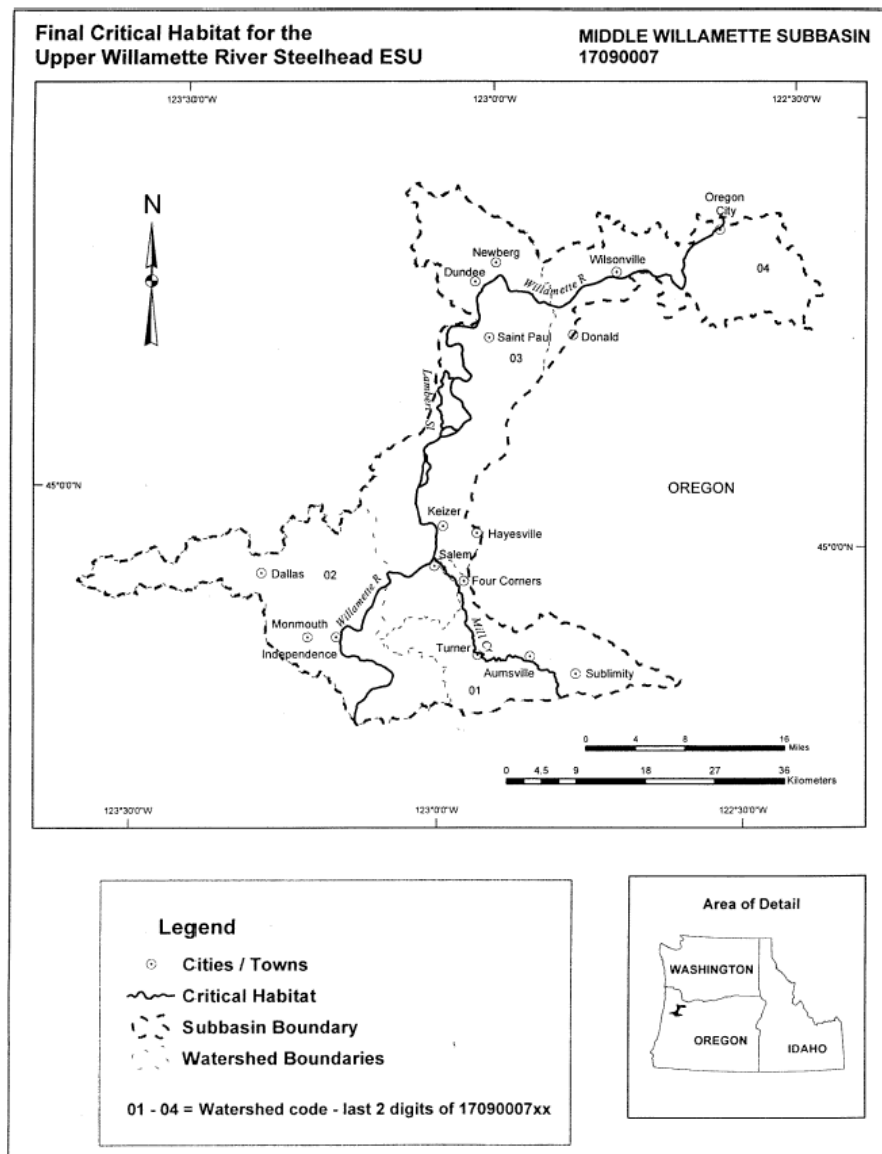 Final Critical Habitat for the
Upper Willamette River Steelhead ESU
MIDDLE WILLAMETTE SUBBASIN
17090007
123°30'0"W
123°0'0"W
122°30'0"W
N
Oregon
City
Newberg
Wilsonville
Dundee
04
Willamette R
Saint Paul
Donald
03
Lambert Sl
45°0'0"N
OREGON
Keizer
Hayesville
45°0'0"N
Salem
Dallas
02
Four Corners
Willamette R
Monmouth
Mill C
Independence
Turner
Aumsville
Sublimity
01
0 4 8 16
Miles
0 4.5 9 18 27 36
Kilometers
123°30'0"W
123°0'0"W
122°30'0"W
Legend
Cities / Towns
Critical Habitat
Subbasin Boundary
Watershed Boundaries
01 - 04 = Watershed code - last 2 digits of 17090007xx
Area of Detail
WASHINGTON
OREGON
IDAHO